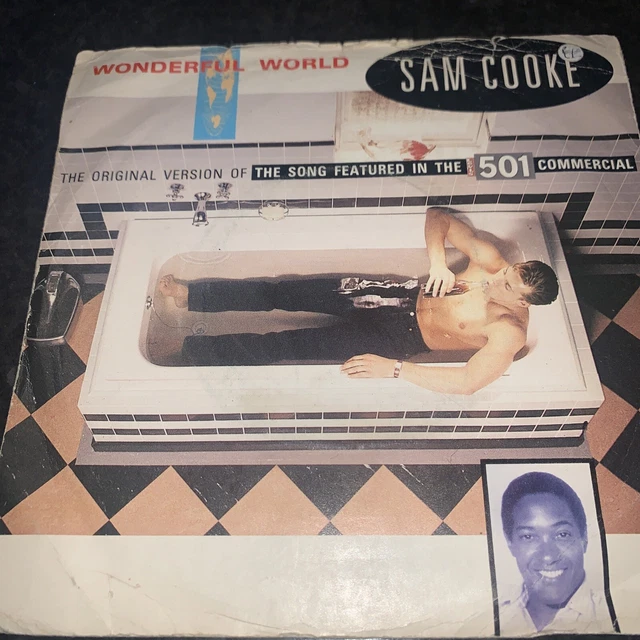 WONDERFUL WORLD
SAM COOKE
THE ORIGINAL VERSION OF THE SONG FEATURED IN THE 501 COMMERCIAL